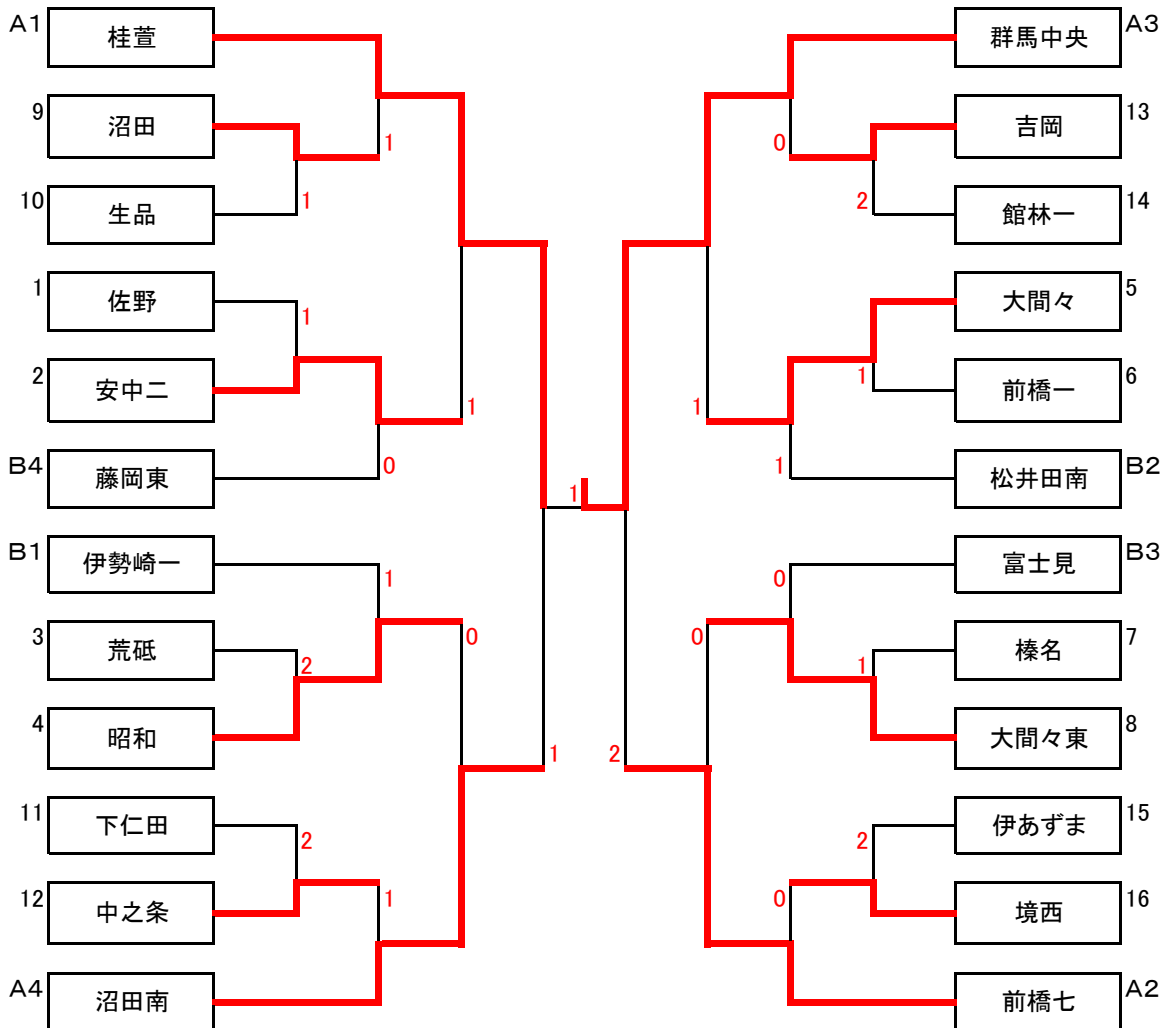 A1 桂萱
9 沼田
1
10 生品
1
1 佐野
1
2 安中二
1
B4 藤岡東
0
B1 伊勢崎一
1
3 荒砥
2
0
4 昭和
1
11 下仁田
2
12 中之条
1
A4 沼田南
1
群馬中央 A3
吉岡 13
0
館林一 14
2
大間々 5
前橋一 6
1
1
松井田南 B2
1
富士見 B3
0
榛名 7
1
0
大間々東 8
2
伊あずま 15
2
境西 16
0
前橋七 A2